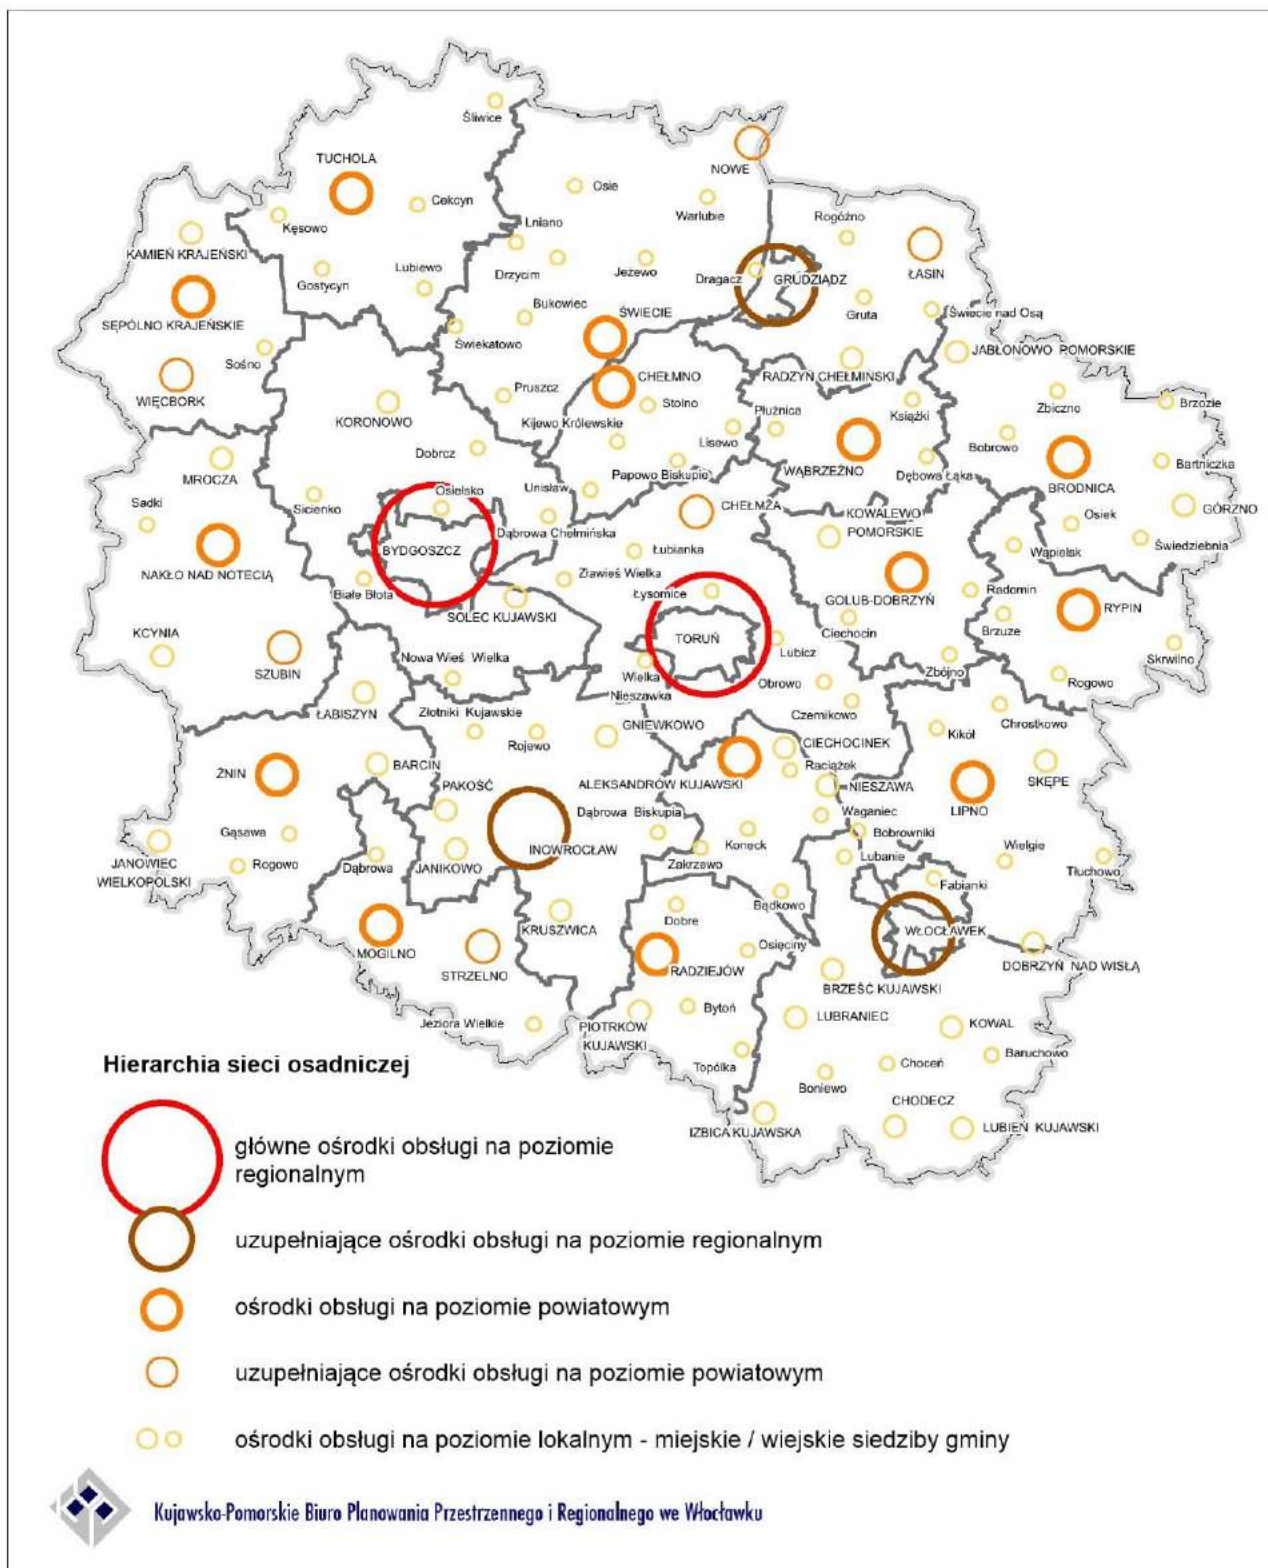 Śliwice
TUCHOLA
NOWE
Osie
Cekcyn
Warlubie
Kęsowo
Lniano
Rogóźno
KAMIEŃ KRAJEŃSKI
Drzycim
Jeżewo
Dragacz
GRUDZIĄDZ
ŁASIN
Gostycyn
Lubiewo
Bukowiec
ŚWIECIE
Gruta
Świecie nad Osą
SĘPÓLNO KRAJEŃSKIE
Świekatowo
JABŁONOWO POMORSKIE
Sośno
CHEŁMNO
RADZYŃ CHEŁMIŃSKI
WIĘCBORK
Pruszcz
Stolno
Płużnica
Książki
Zbiczno
Brzozie
KORONOWO
Kijewo Królewskie
Lisewo
Bobrowo
Dobrcz
Papowo Biskupie
WĄBRZEŹNO
Dębowa Łąka
Bartniczka
MROCZA
Unisław
BRODNICA
Sadki
Sicienko
Osielsko
CHEŁMŻA
KOWALEWO
POMORSKIE
Osiek
GÓRZNO
Dąbrowa Chełmińska
BYDGOSZCZ
Łubianka
Wąpielsk
Świedziebnia
NAKŁO NAD NOTECIĄ
Białe Błota
Zławieś Wielka
Łysomice
GOLUB-DOBRZYŃ
Radomin
RYPIN
SOLEC KUJAWSKI
Ciechocin
Brzuze
KCYNIA
TORUŃ
Lubicz
Skrwilno
SZUBIN
Nowa Wieś Wielka
Wielka
Nieszawka
Obrowo
Zbójno
Rogowo
ŁABISZYN
Złotniki Kujawskie
GNIEWKOWO
Czernikowo
Chrostkowo
Rojewo
CIECHOCINEK
Kikół
ŻNIN
BARCIN
Raciążek
SKĘPE
PAKOŚĆ
ALEKSANDRÓW KUJAWSKI
NIESZAWA
LIPNO
Dąbrowa Biskupia
Waganiec
Gąsawa
Koneck
Bobrowniki
INOWROCŁAW
Wielgie
JANOWIEC
WIELKOPOLSKI
Rogowo
Dąbrowa
JANIKOWO
Zakrzewo
Lubanie
Tłuchowo
Fabianki
Bądkowo
Dobre
KRUSZWICA
WŁOCŁAWEK
MOGILNO
Osięciny
STRZELNO
RADZIEJÓW
DOBRZYŃ NAD WISŁĄ
BRZEŚĆ KUJAWSKI
Bytoń
LUBRANIEC
KOWAL
Jeziora Wielkie
PIOTRKÓW
KUJAWSKI
Baruchowo
Topólka
Choceń
Boniewo
CHODECZ
IZBICA KUJAWSKA
LUBIEŃ KUJAWSKI
Hierarchia sieci osadniczej
główne ośrodki obsługi na poziomie
regionalnym
uzupełniające ośrodki obsługi na poziomie regionalnym
ośrodki obsługi na poziomie powiatowym
uzupełniające ośrodki obsługi na poziomie powiatowym
ośrodki obsługi na poziomie lokalnym - miejskie / wiejskie siedziby gminy
Kujawsko-Pomorskie Biuro Planowania Przestrzennego i Regionalnego we Włocławku